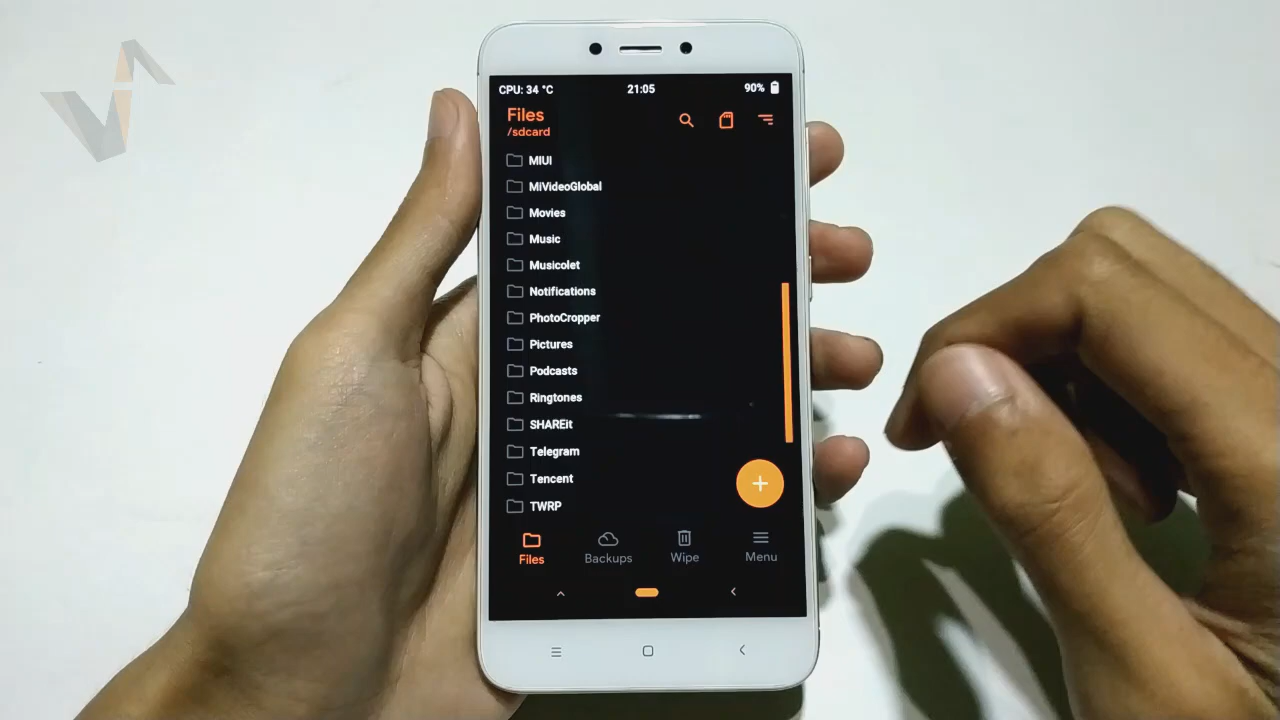 CPU: 34 °C 21:05 90%
Files
/sdcard
MIUI
MiVideoGlobal
Movies
Music
Musicolet
Notifications
PhotoCropper
Pictures
Podcasts
Ringtones
SHAREit
Telegram
Tencent
TWRP
Files Backups Wipe Menu